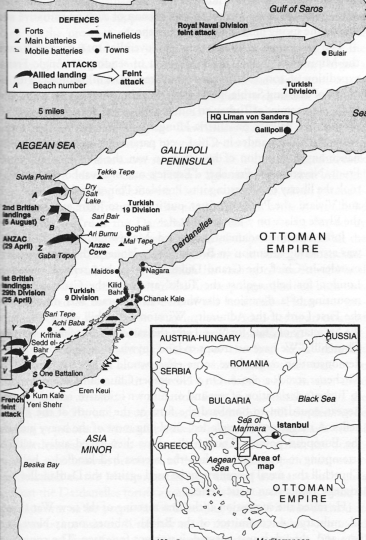 DEFENCES
Forts
Minefields
Main batteries
Mobile batteries
Towns
ATTACKS
Allied landing
Feint
attack
A Beach number
5 miles
Gulf of Saros
Royal Naval Division
feint attack
Bulair
Turkish
7 Division
HQ Liman von Sanders
Gallipoli
Sea
AEGEAN SEA
GALLIPOLI
PENINSULA
Suvla Point
Tekke Tepe
A
Dry
Salt
Lake
2nd British
landings
(6 August)
C
B
Sari Bair
Turkish
19 Division
Ari Burnu
Boghali
ANZAC
(29 April)
Z
Anzac
Cove
Mal Tepe
Gaba Tepe
Dardanelles
OTTOMAN
EMPIRE
Maidos
Nagara
1st British
landings:
29th Division
(25 April)
Turkish
9 Division
Kilid
Bahr
Chanak Kale
Sari Tepe
Achi Baba
Krithia
Y
X
W
V
Sedd el-
Bahr
S One Battalion
Eren Keui
Kum Kale
Yeni Shehr
French
feint
attack
ASIA
MINOR
Besika Bay
AUSTRIA-HUNGARY
RUSSIA
SERBIA
ROMANIA
BULGARIA
Black Sea
Sea of
Marmara
Istanbul
GREECE
Aegean
Sea
Area of
map
OTTOMAN
EMPIRE